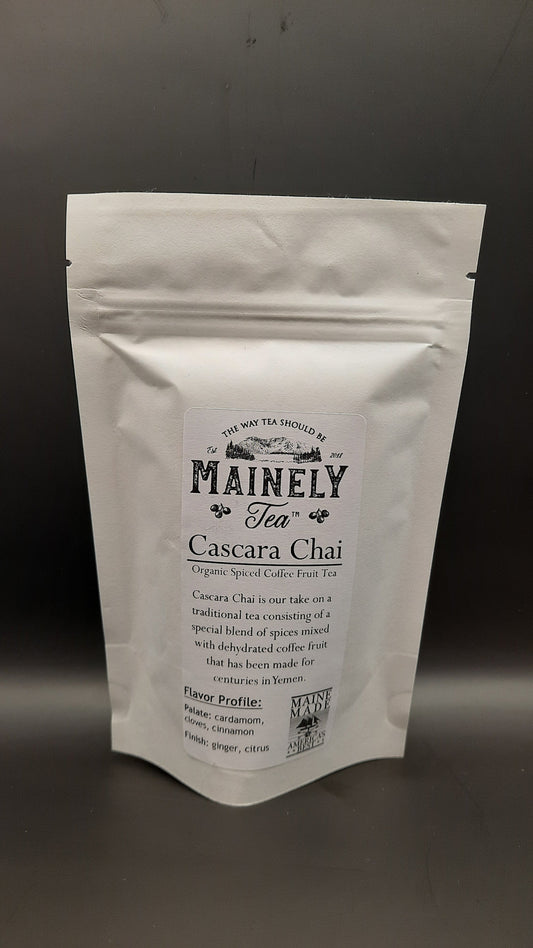 THE WAY TEA SHOULD BE
Est. 2018
MAINELY
Tea™
Cascara Chai
Organic Spiced Coffee Fruit Tea
Cascara Chai is our take on a
traditional tea consisting of a
special blend of spices mixed
with dehydrated coffee fruit
that has been made for
centuries in Yemen.
Flavor Profile:
Palate: cardamom,
cloves, cinnamon
Finish: ginger, citrus
MAINE
MADE
AMERICA'S
BEST